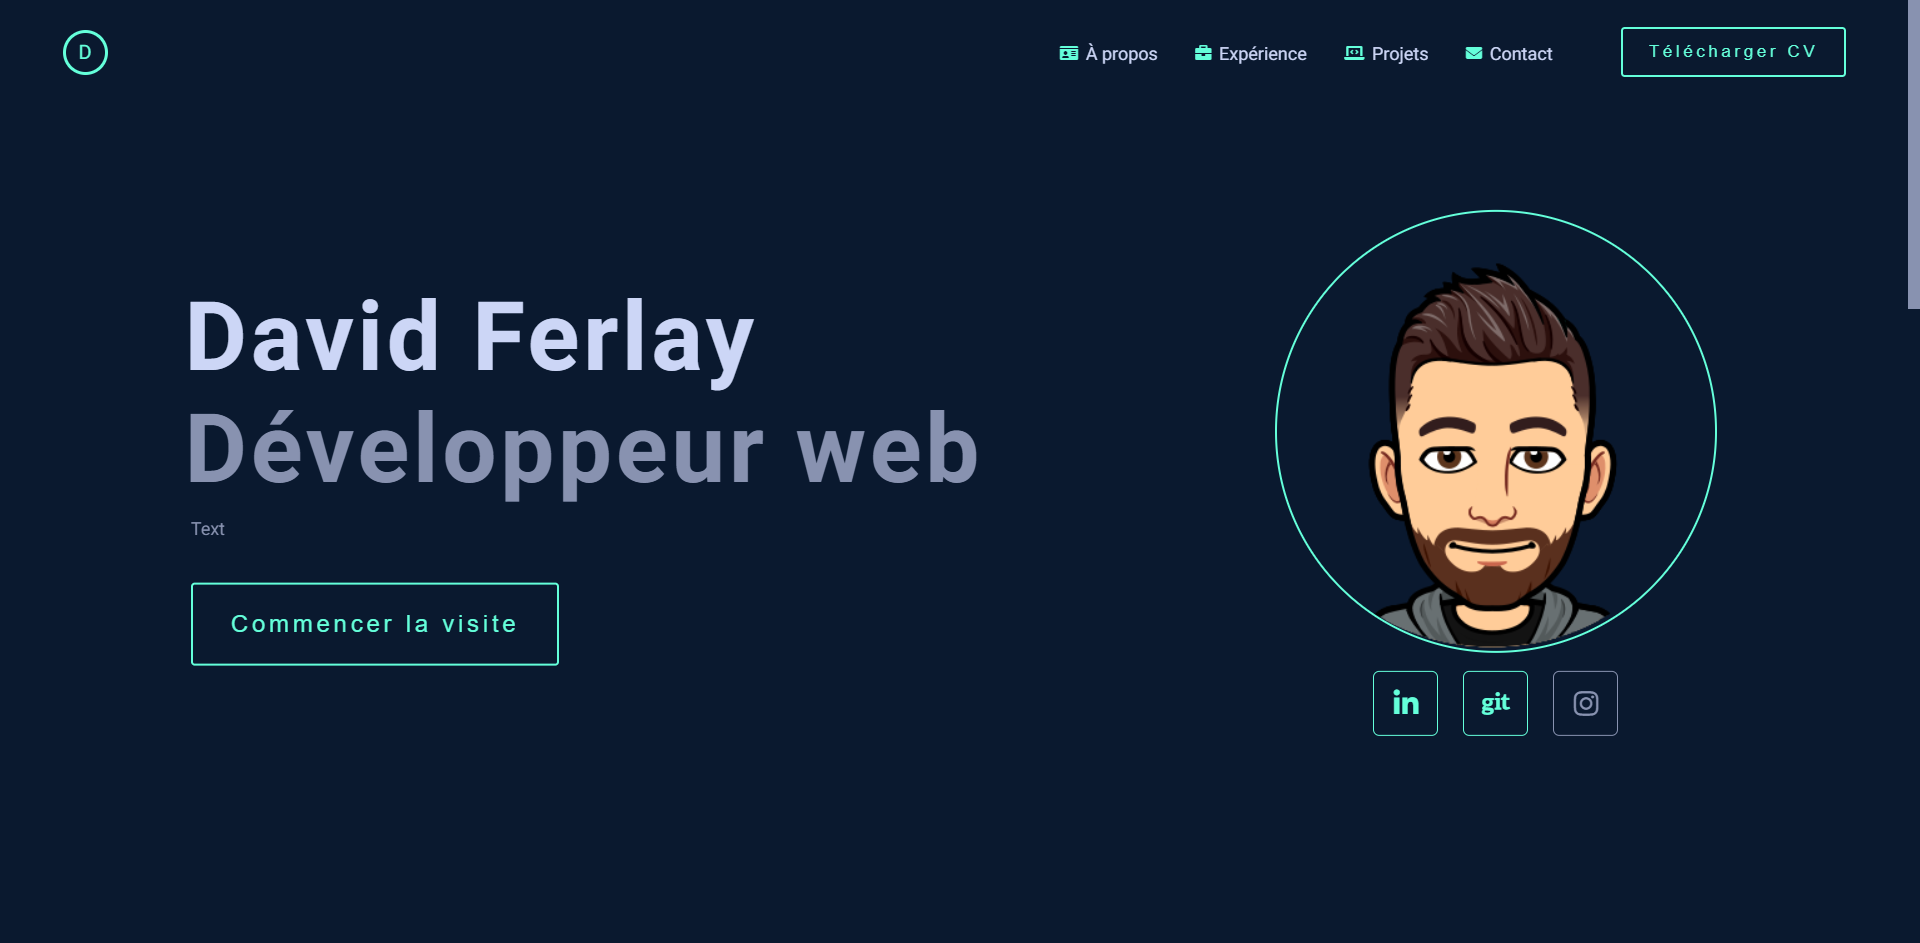 D
À propos
Expérience
Projets
Contact
Télécharger CV
David Ferlay
Développeur web
Text
Commencer la visite
in
git